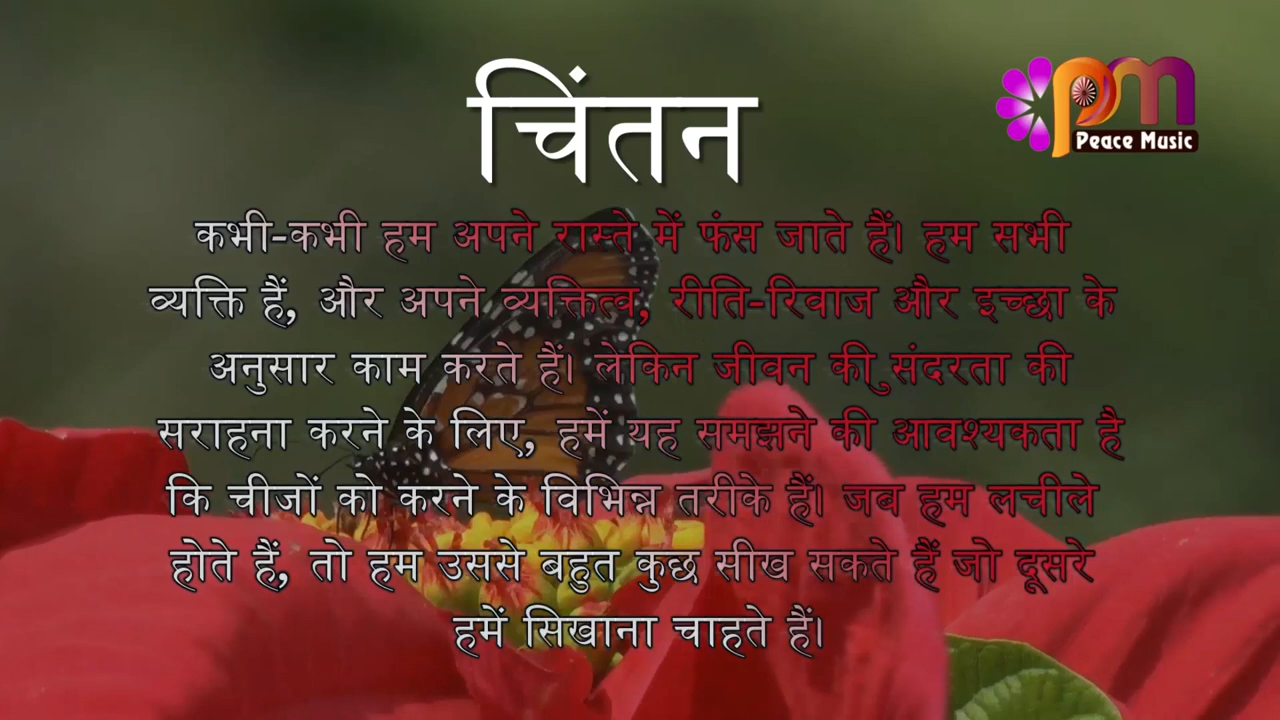 चिंतन
pm
Peace Music
कभी-कभी हम अपने रास्ते में फंस जाते हैं। हम सभी
व्यक्ति हैं, और अपने व्यक्तित्व, रीति-रिवाज और इच्छा के
अनुसार काम करते हैं। लेकिन जीवन की ुसंदरता की
सराहना करने के लिए, हमें यह समझने की आवश्यकता है
कि चीजों को करने के विभिन्न तरीके हैं। जब हम लचीले
होते हैं, तो हम उससे बहुत कुछ सीख सकते हैं जो दूसरे
हमें सिखाना चाहते हैं।